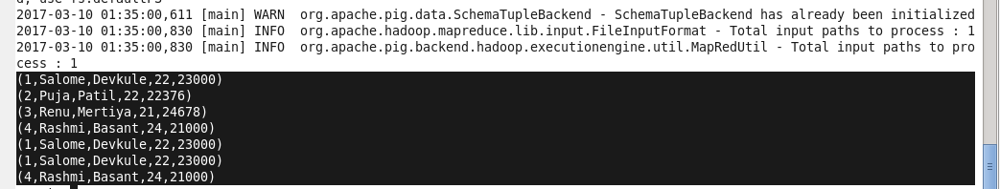 2017-03-10 01:35:00,611 [main] WARN  org.apache.pig.data.SchemaTupleBackend - SchemaTupleBackend has already been initialized
2017-03-10 01:35:00,830 [main] INFO  org.apache.hadoop.mapreduce.lib.input.FileInputFormat - Total input paths to process : 1
2017-03-10 01:35:00,830 [main] INFO  org.apache.pig.backend.hadoop.executionengine.util.MapRedUtil - Total input paths to pro
cess : 1
(1,Salome,Devkule,22,23000)
(2,Puja,Patil,22,22376)
(3,Renu,Mertiya,21,24678)
(4,Rashmi,Basant,24,21000)
(1,Salome,Devkule,22,23000)
(1,Salome,Devkule,22,23000)
(4,Rashmi,Basant,24,21000)